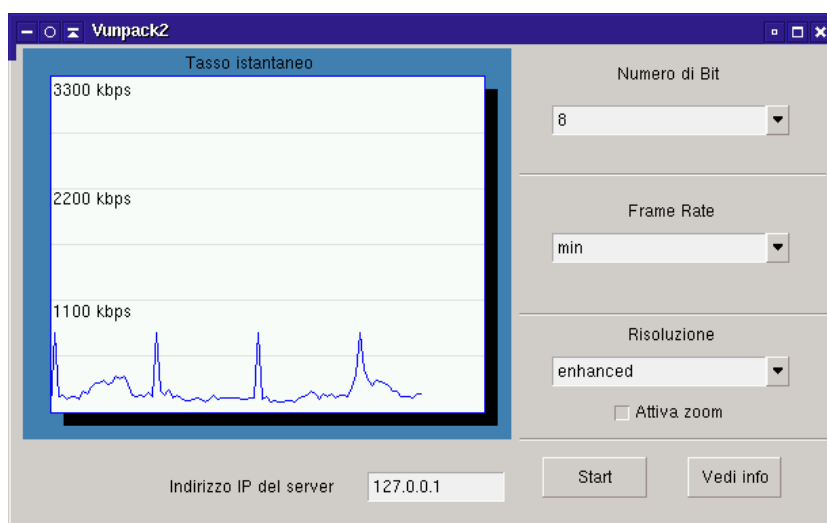 Vunpack2
Tasso istantaneo
3300 kbps
2200 kbps
1100 kbps
Numero di Bit
8
Frame Rate
min
Risoluzione
enhanced
Attiva zoom
Indirizzo IP del server
127.0.0.1
Start
Vedi info